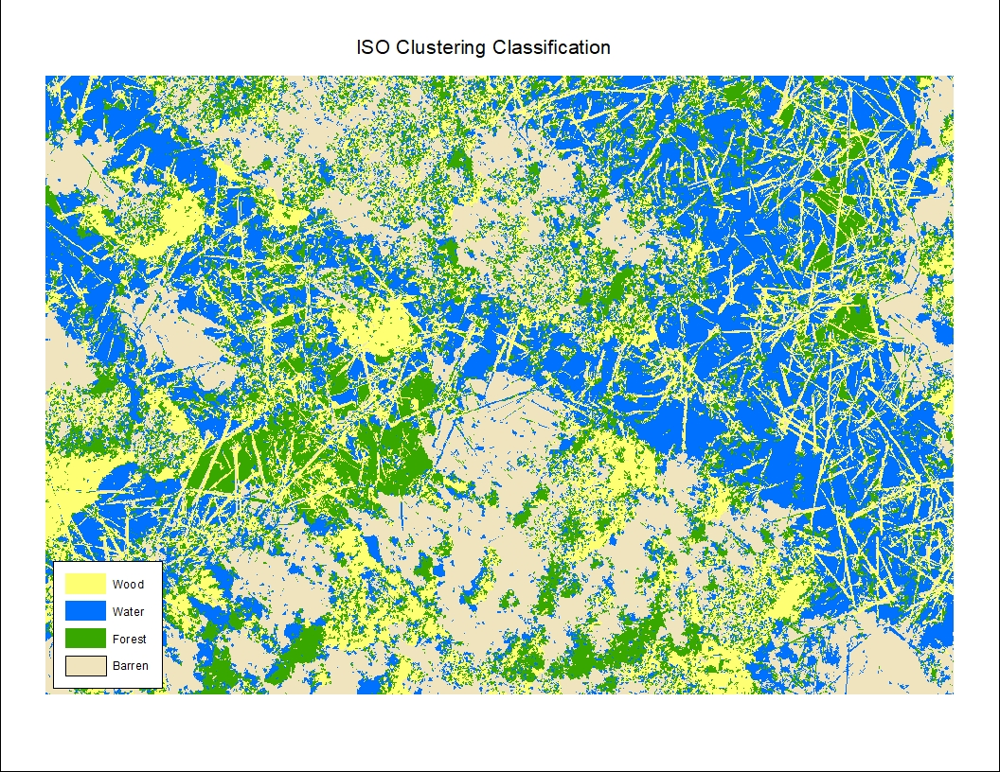 ISO Clustering Classification
Wood
Water
Forest
Barren